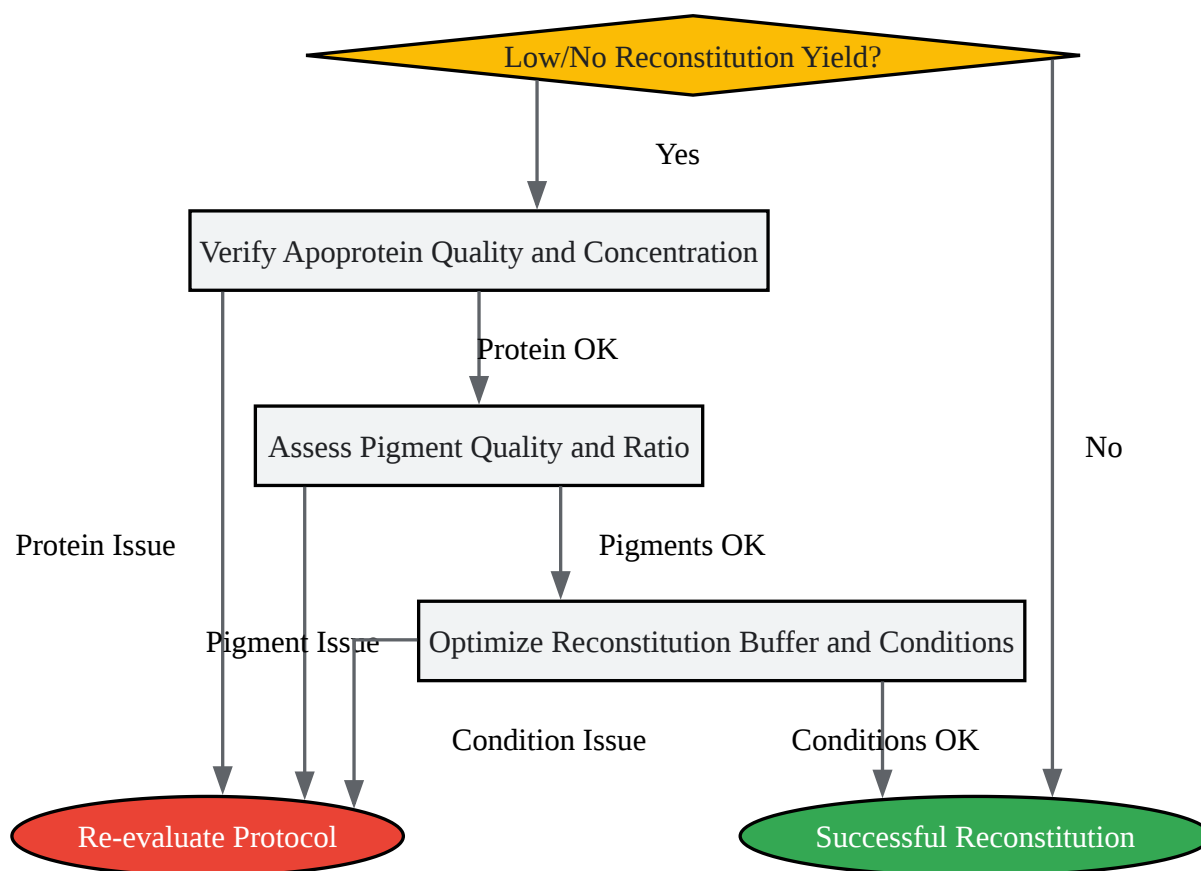 Low/No Reconstitution Yield?
Yes
Verify Apoprotein Quality and Concentration
Protein OK
Assess Pigment Quality and Ratio
No
Protein Issue
Pigments OK
Pigment Issue
Optimize Reconstitution Buffer and Conditions
Condition Issue
Conditions OK
Re-evaluate Protocol
Successful Reconstitution